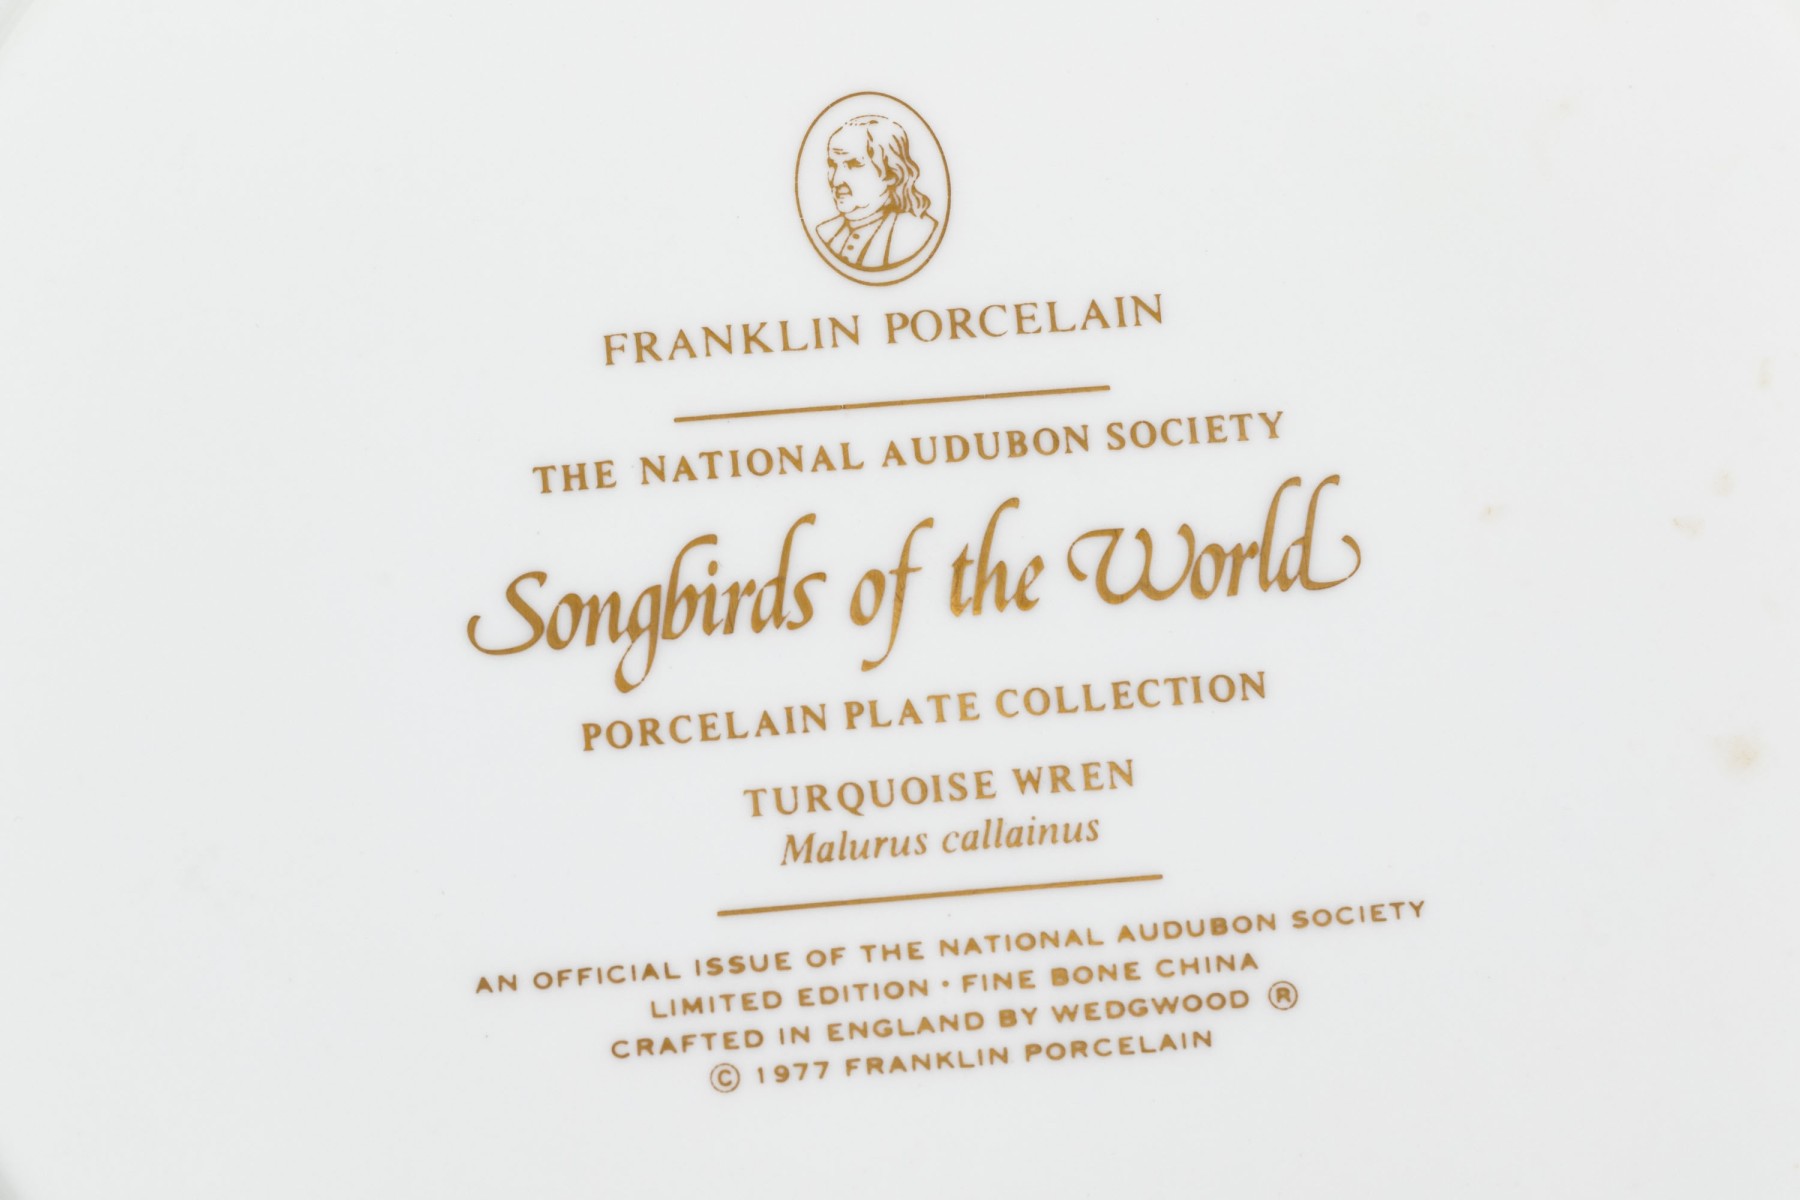 FRANKLIN PORCELAIN
THE NATIONAL AUDUBON SOCIETY
Songbirds of the World
PORCELAIN PLATE COLLECTION
TURQUOISE WREN
Malurus callainus
AN OFFICIAL ISSUE OF THE NATIONAL AUDUBON SOCIETY
LIMITED EDITION · FINE BONE CHINA
CRAFTED IN ENGLAND BY WEDGWOOD ®
© 1977 FRANKLIN PORCELAIN